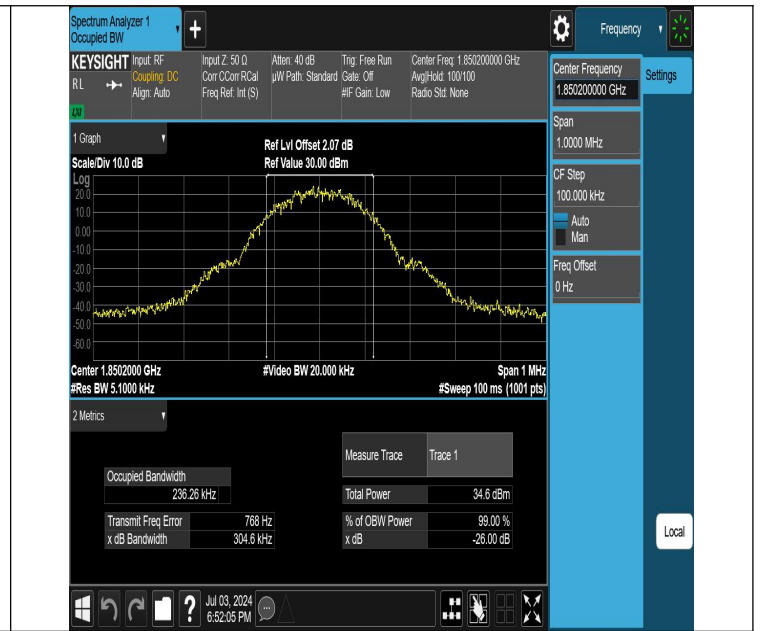 Spectrum Analyzer 1
Occupied BW
+
Frequency
KEYSIGHT
RL
LXI
Input: RF
Coupling: DC
Align: Auto
Input Z: 50 Ω
Corr CCorr RCal
Freq Ref: Int (S)
Atten: 40 dB
µW Path: Standard
Trig: Free Run
Gate: Off
#IF Gain: Low
Center Freq: 1.850200000 GHz
Avg|Hold: 100/100
Radio Std: None
Center Frequency
1.850200000 GHz
Settings
Span
1.0000 MHz
CF Step
100.000 kHz
Auto
Man
Freq Offset
0 Hz
1 Graph
Scale/Div 10.0 dB
Ref Lvl Offset 2.07 dB
Ref Value 30.00 dBm
Log
20.0
10.0
0.00
-10.0
-20.0
-30.0
-40.0
-50.0
-60.0
Center 1.8502000 GHz
#Res BW 5.1000 kHz
#Video BW 20.000 kHz
Span 1 MHz
#Sweep 100 ms (1001 pts)
2 Metrics
Measure Trace Trace 1
Occupied Bandwidth
236.26 kHz
Total Power 34.6 dBm
Transmit Freq Error 768 Hz
% of OBW Power 99.00 %
x dB Bandwidth 304.6 kHz
x dB -26.00 dB
Local
?
Jul 03, 2024
6:52:05 PM